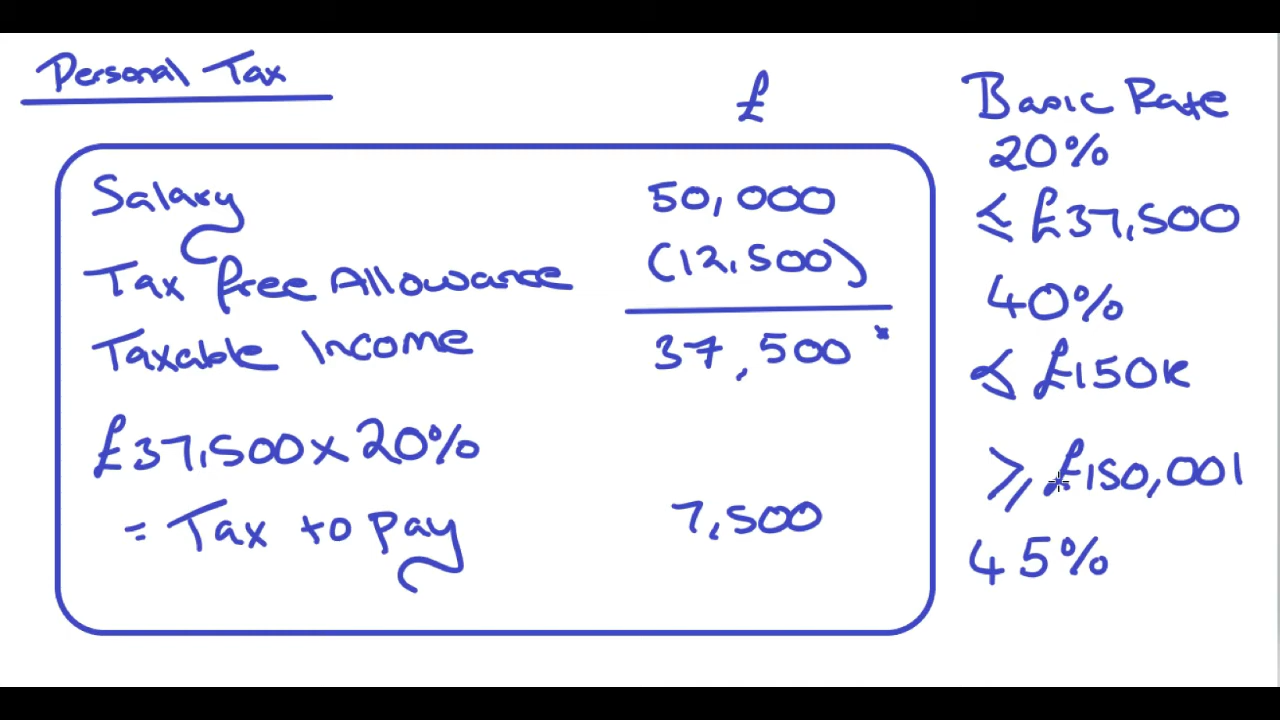 Personal Tax
£
Salary 50,000
Tax free Allowance (12,500)
Taxable Income 37,500 *
£37,500 x 20%
= Tax to pay 7,500
Basic Rate
20%
≤ £37,500
40%
≤ £150k
≥ £150,001
45%